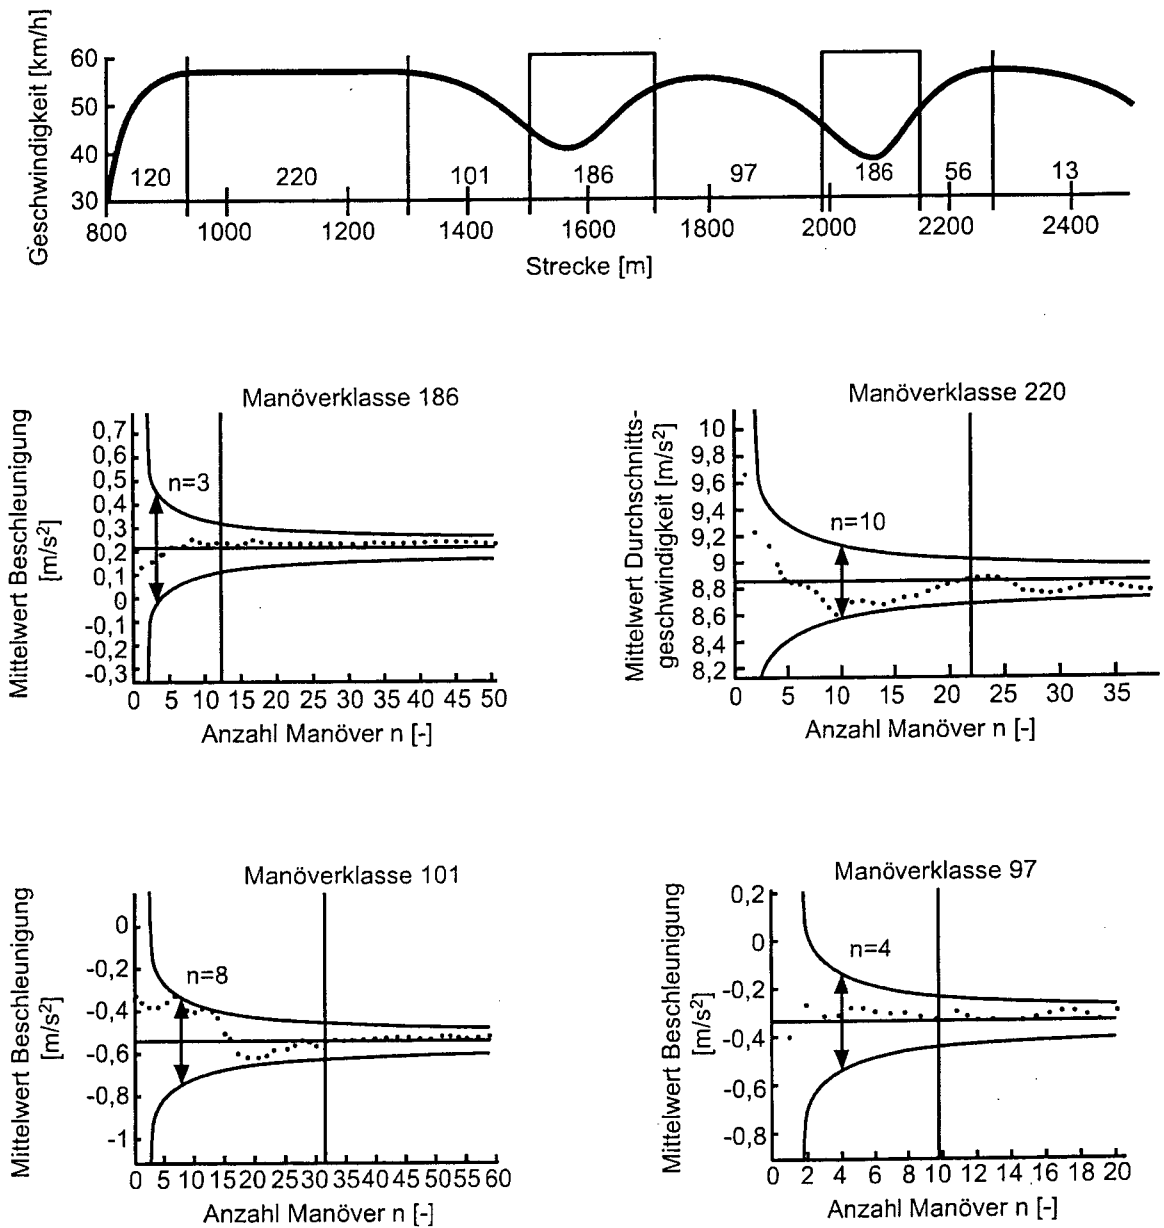 Geschwindigkeit [km/h]
60
50
40
30
120
220
101
186
97
186
56
13
800
1000
1200
1400
1600
1800
2000
2200
2400
Strecke [m]
Manöverklasse 186
Mittelwert Beschleunigung
[m/s²]
0,7
0,5
0,4
0,3
0,2
0,1
0
-0,1
-0,2
-0,3
n=3
0 5 10 15 20 25 30 35 40 45 50
Anzahl Manöver n [-]
Manöverklasse 220
Mittelwert Durchschnitts-
geschwindigkeit [m/s²]
10
9,8
9,6
9,4
9,2
9
8,8
8,6
8,4
8,2
n=10
0 5 10 15 20 25 30 35
Anzahl Manöver n [-]
Manöverklasse 101
Mittelwert Beschleunigung
[m/s²]
0
-0,2
-0,4
-0,6
-0,8
-1
n=8
0 5 10 15 20 25 30 35 40 45 50 55 60
Anzahl Manöver n [-]
Manöverklasse 97
Mittelwert Beschleunigung
[m/s²]
0,2
0
-0,2
-0,4
-0,6
-0,8
n=4
0 2 4 6 8 10 12 14 16 18 20
Anzahl Manöver n [-]